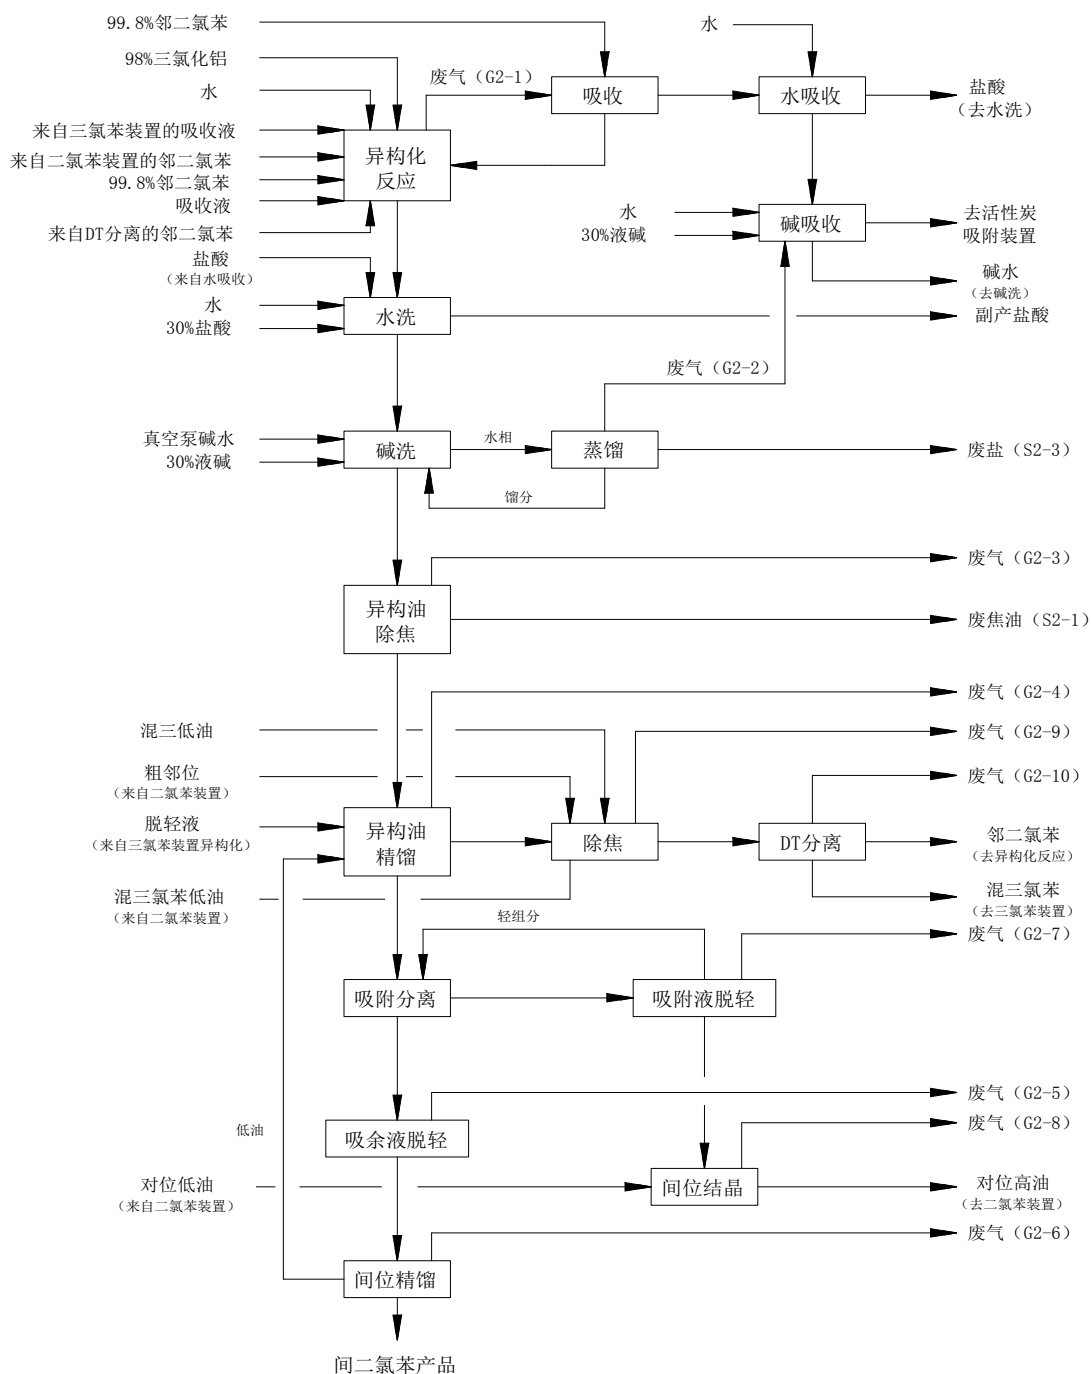 99.8%邻二氯苯
水
98%三氯化铝
废气（G2-1）
水
吸收
水吸收
盐酸
（去水洗）
来自三氯苯装置的吸收液
异构化
反应
来自二氯苯装置的邻二氯苯
99.8%邻二氯苯
吸收液
来自DT分离的邻二氯苯
水
30%液碱
碱吸收
去活性炭
吸附装置
盐酸
（来自水吸收）
碱水
（去碱洗）
水
30%盐酸
水洗
副产盐酸
废气（G2-2）
真空泵碱水
30%液碱
碱洗
水相
蒸馏
废盐（S2-3）
馏分
废气（G2-3）
异构油
除焦
废焦油（S2-1）
废气（G2-4）
混三低油
废气（G2-9）
粗邻位
（来自二氯苯装置）
废气（G2-10）
脱轻液
（来自三氯苯装置异构化）
异构油
精馏
除焦
DT分离
邻二氯苯
（去异构化反应）
混三氯苯低油
（来自二氯苯装置）
混三氯苯
（去三氯苯装置）
轻组分
废气（G2-7）
吸附分离
吸附液脱轻
废气（G2-5）
低油
吸余液脱轻
废气（G2-8）
对位低油
（来自二氯苯装置）
间位结晶
对位高油
（去二氯苯装置）
废气（G2-6）
间位精馏
间二氯苯产品